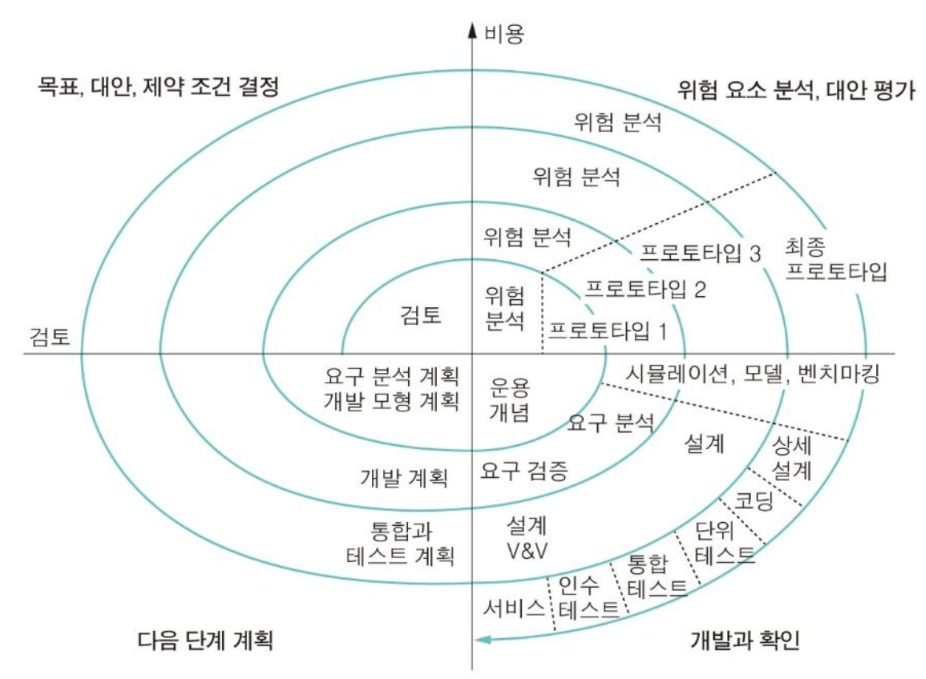 비용
목표, 대안, 제약 조건 결정
위험 요소 분석, 대안 평가
위험 분석
위험 분석
위험 분석
프로토타입 3
최종
프로토타입
프로토타입 2
위험
분석
검토
프로토타입 1
검토
시뮬레이션, 모델, 벤치마킹
요구 분석 계획
개발 모형 계획
운용
개념
요구 분석
설계
상세
설계
개발 계획
요구 검증
코딩
통합과
테스트 계획
설계
V&V
단위
테스트
통합
테스트
인수
테스트
서비스
다음 단계 계획
개발과 확인